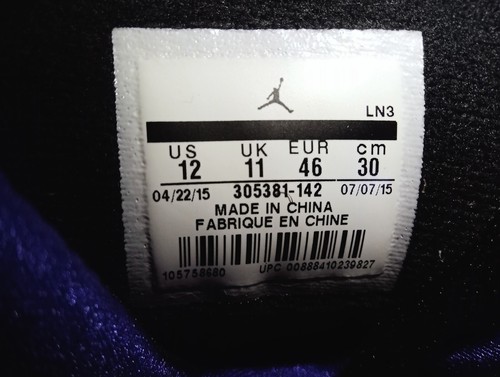 LN3
US UK EUR cm
12 11 46 30
04/22/15 305381-142 07/07/15
MADE IN CHINA
FABRIQUE EN CHINE
105758680 UPC 00888410239827